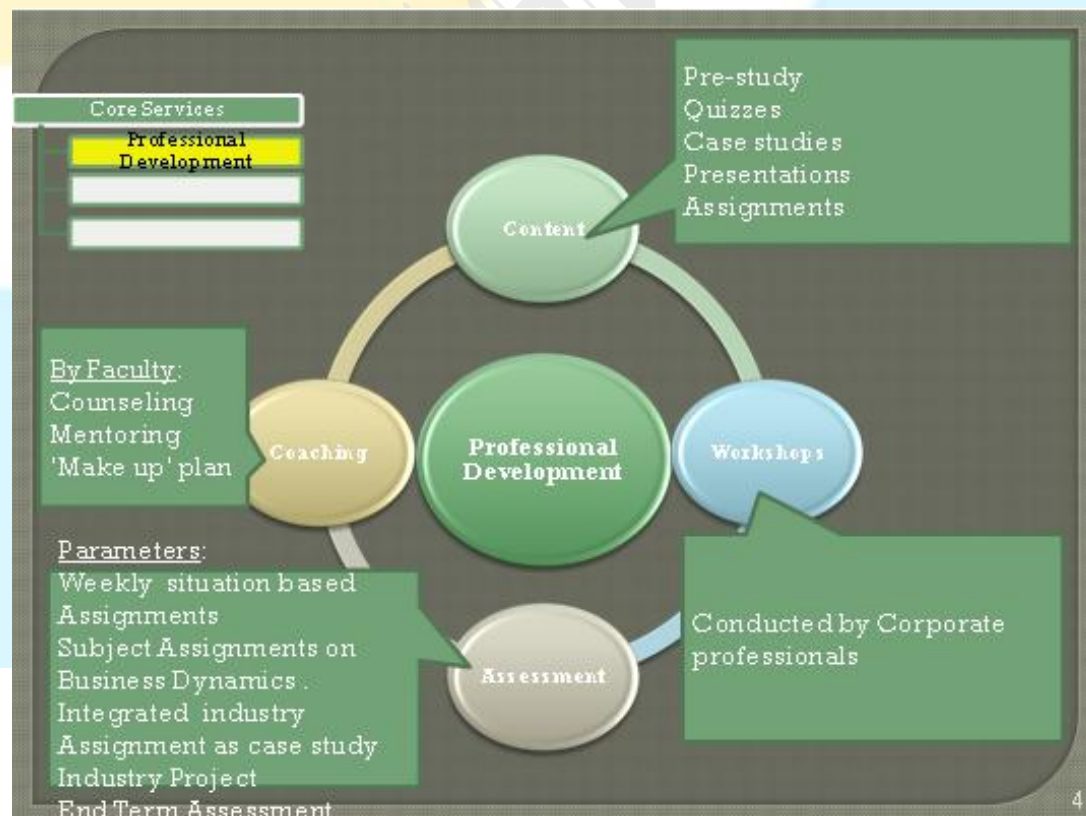 Core Services
Professional
Development
Pre-study
Quizzes
Case studies
Presentations
Assignments
Content
By Faculty:
Counseling
Mentoring
'Make up' plan
Coaching
Professional
Development
Workshops
Parameters:
Weekly situation based
Assignments
Subject Assignments on
Business Dynamics .
Integrated industry
Assignment as case study
Industry Project
End Term Assessment
Assessment
Conducted by Corporate
professionals
4